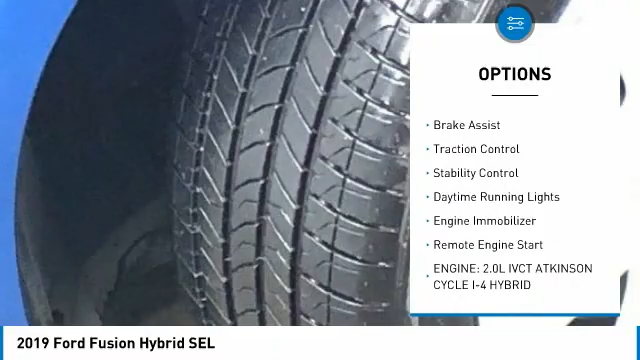 OPTIONS
• Brake Assist
• Traction Control
• Stability Control
• Daytime Running Lights
• Engine Immobilizer
• Remote Engine Start
• ENGINE: 2.0L IVCT ATKINSON
CYCLE I-4 HYBRID
2019 Ford Fusion Hybrid SEL